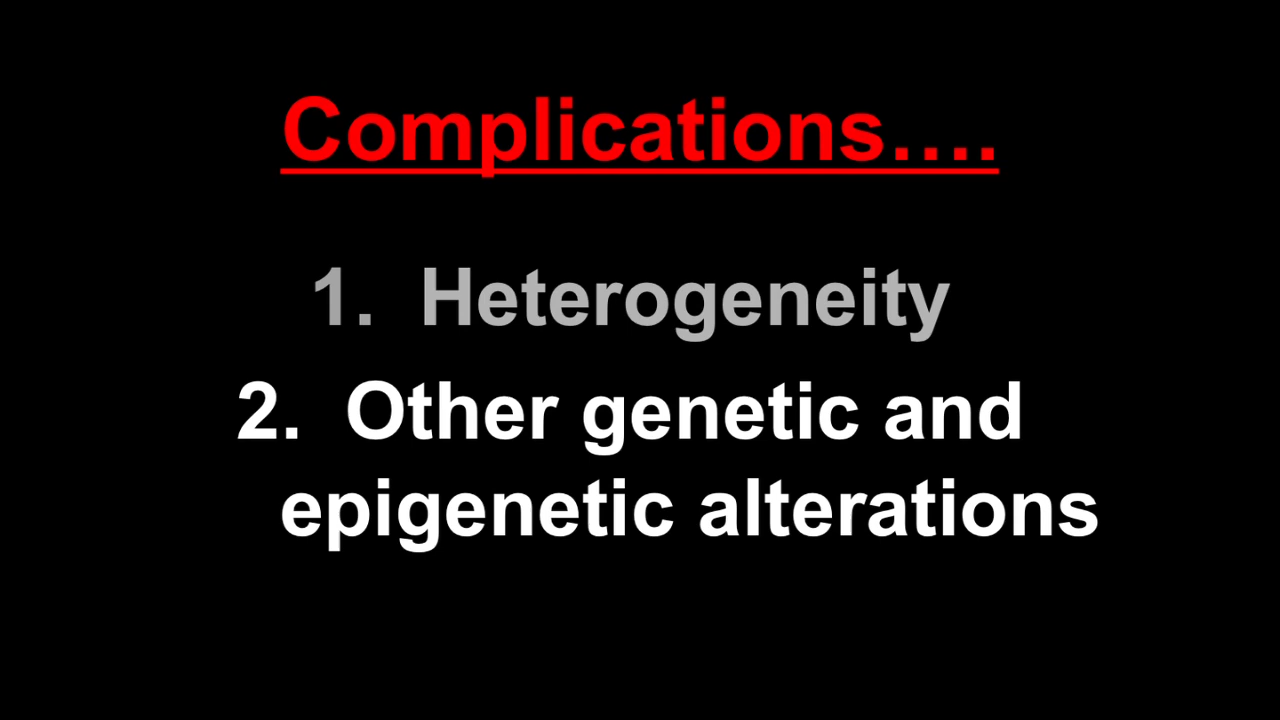 Complications….
1. Heterogeneity
2. Other genetic and
epigenetic alterations